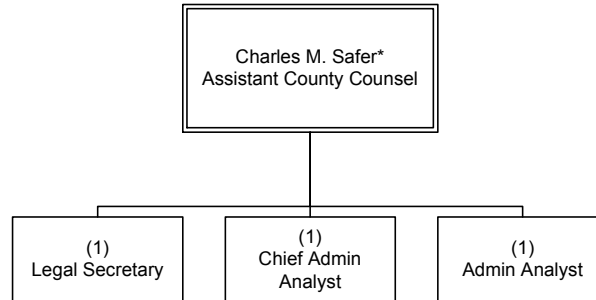 Charles M. Safer*
Assistant County Counsel
(1)
Legal Secretary
(1)
Chief Admin
Analyst
(1)
Admin Analyst